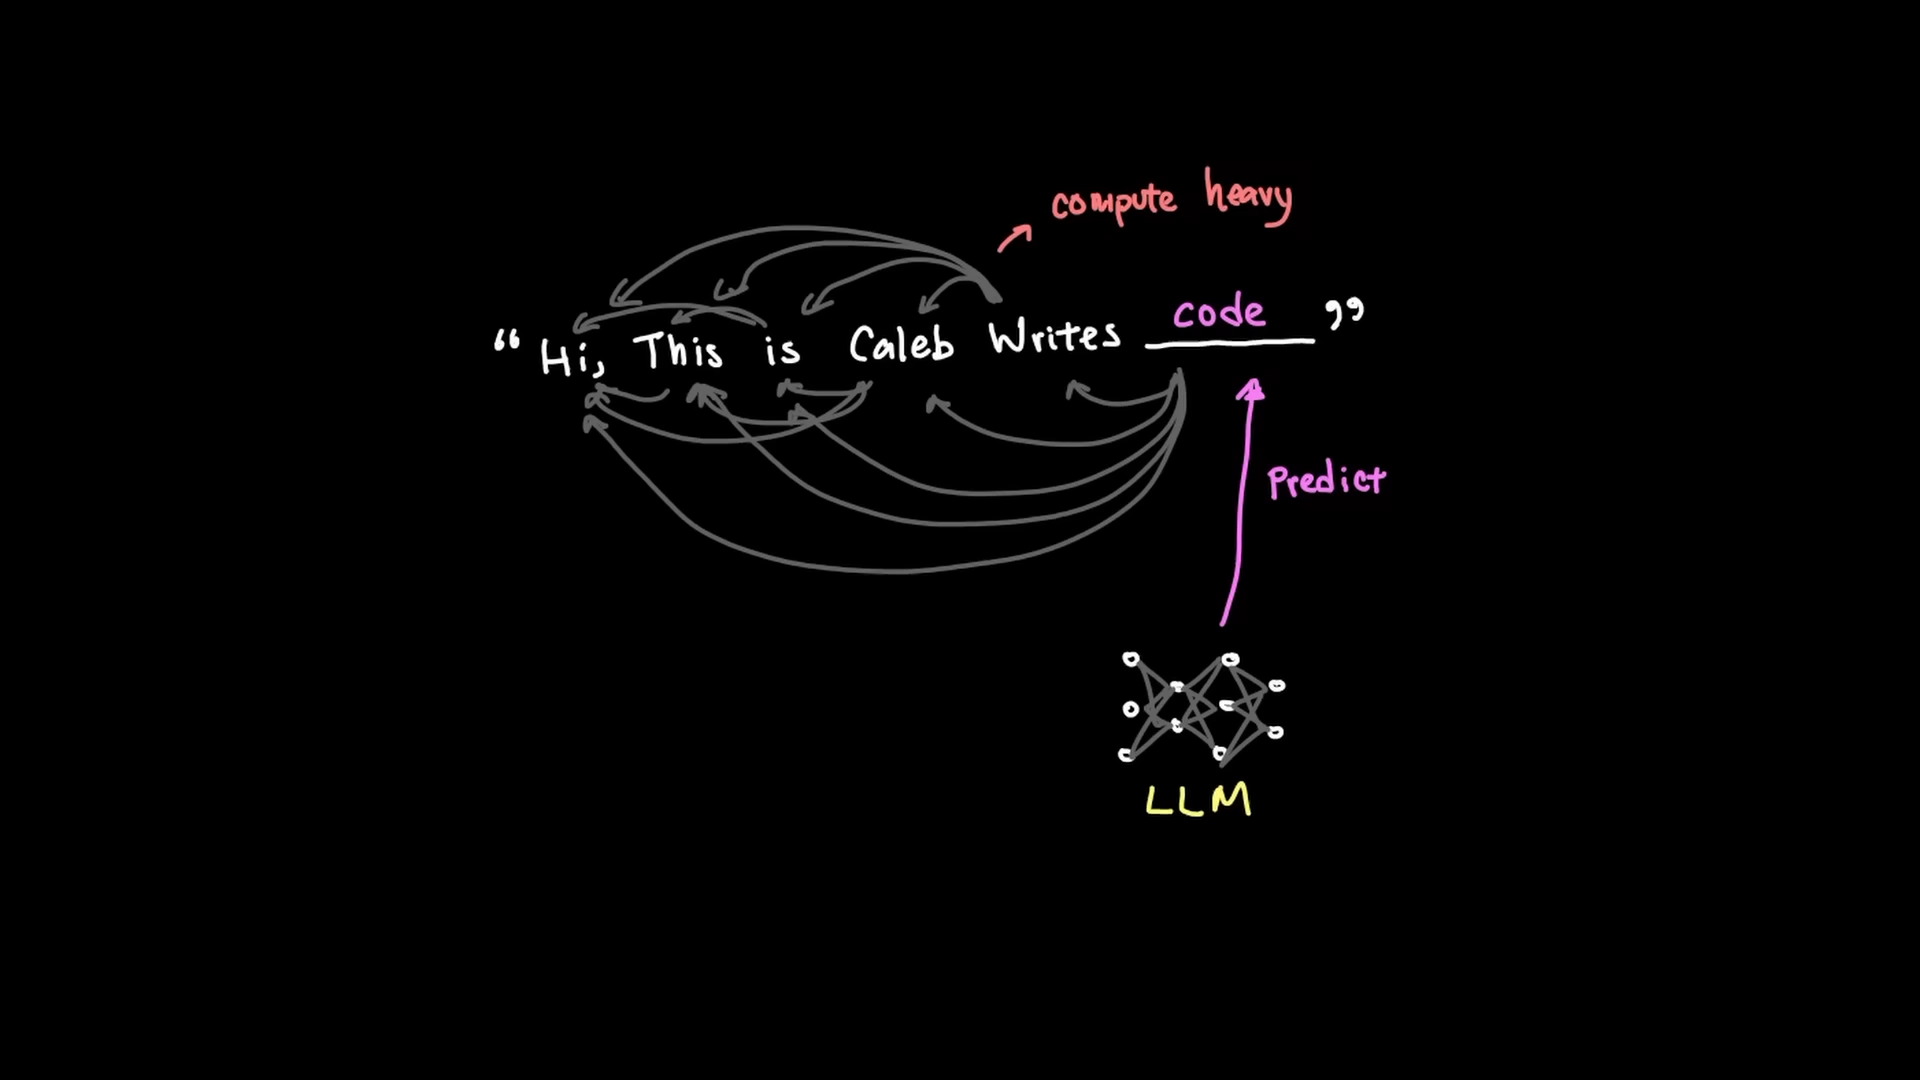 compute heavy
“Hi, This is Caleb Writes code”
Predict
LLM